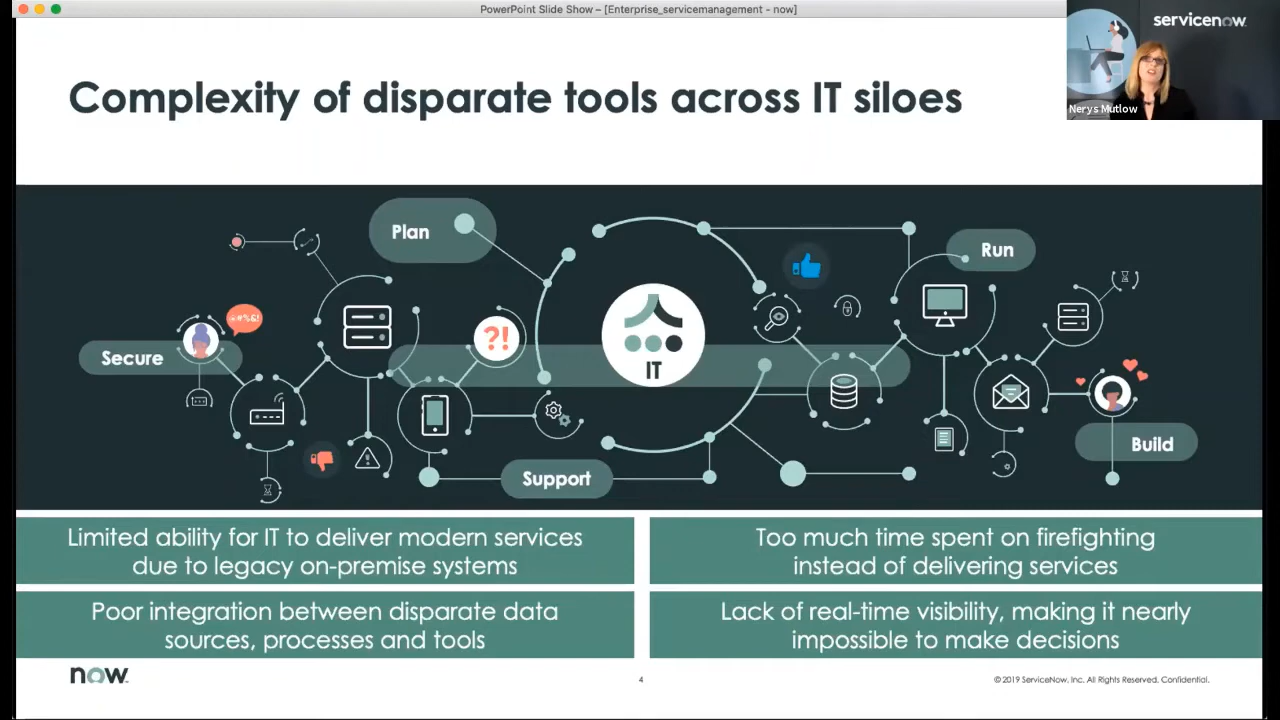 PowerPoint Slide Show – [Enterprise_servicemanagement - now]
servicenow
Nerys Mutlow
Complexity of disparate tools across IT siloes
Plan
Run
@#%&!
?!
Secure
IT
Build
Support
Limited ability for IT to deliver modern services
due to legacy on-premise systems
Too much time spent on firefighting
instead of delivering services
Poor integration between disparate data
sources, processes and tools
Lack of real-time visibility, making it nearly
impossible to make decisions
now
4
© 2019 ServiceNow, Inc. All Rights Reserved. Confidential.